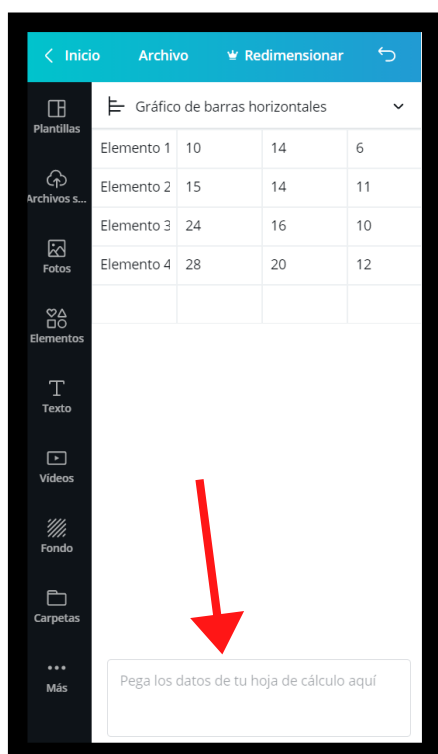 Inicio Archivo Redimensionar
Plantillas
Archivos s...
Fotos
Elementos
Texto
Vídeos
Fondo
Carpetas
Más
Gráfico de barras horizontales
Elemento 1 10 14 6
Elemento 2 15 14 11
Elemento 3 24 16 10
Elemento 4 28 20 12
Pega los datos de tu hoja de cálculo aquí